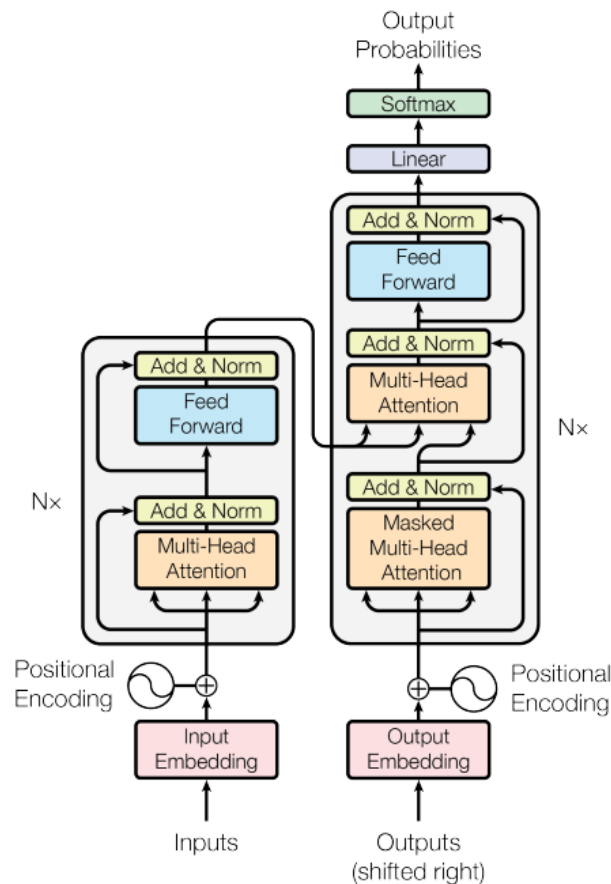 Output
Probabilities
Softmax
Linear
Add & Norm
Feed
Forward
Add & Norm
Multi-Head
Attention
Nx
Add & Norm
Masked
Multi-Head
Attention
Add & Norm
Feed
Forward
Nx
Add & Norm
Multi-Head
Attention
Positional
Encoding
Positional
Encoding
Input
Embedding
Output
Embedding
Inputs
Outputs
(shifted right)